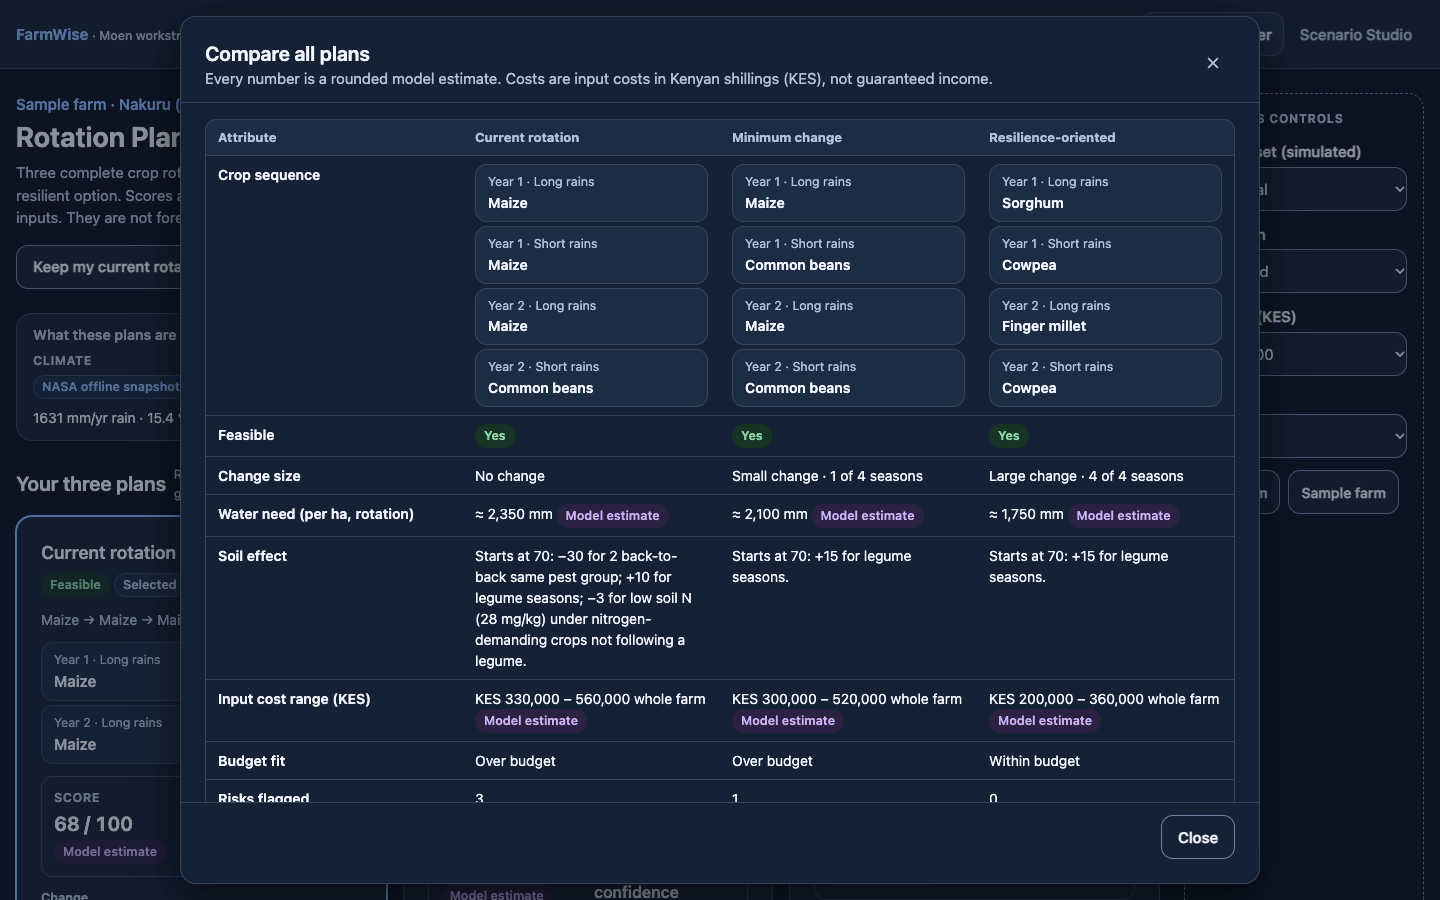 FarmWise · Moen workstr
er
Scenario Studio
Compare all plans
Every number is a rounded model estimate. Costs are input costs in Kenyan shillings (KES), not guaranteed income.
×
Sample farm · Nakuru (
Rotation Plan
Three complete crop rot
resilient option. Scores a
inputs. They are not fore
Keep my current rota
What these plans are
CLIMATE
NASA offline snapshot
1631 mm/yr rain · 15.4
Your three plans
Current rotation
Feasible
Selected
Maize → Maize → Mai
Year 1 · Long rains
Maize
Year 2 · Long rains
Maize
SCORE
68 / 100
Model estimate
Change
Attribute
Current rotation
Minimum change
Resilience-oriented
Crop sequence
Year 1 · Long rains
Maize
Year 1 · Long rains
Maize
Year 1 · Long rains
Sorghum
Year 1 · Short rains
Maize
Year 1 · Short rains
Common beans
Year 1 · Short rains
Cowpea
Year 2 · Long rains
Maize
Year 2 · Long rains
Maize
Year 2 · Long rains
Finger millet
Year 2 · Short rains
Common beans
Year 2 · Short rains
Common beans
Year 2 · Short rains
Cowpea
Feasible
Yes
Yes
Yes
Change size
No change
Small change · 1 of 4 seasons
Large change · 4 of 4 seasons
Water need (per ha, rotation)
≈ 2,350 mm Model estimate
≈ 2,100 mm Model estimate
≈ 1,750 mm Model estimate
Soil effect
Starts at 70: −30 for 2 back-to-
back same pest group; +10 for
legume seasons; −3 for low soil N
(28 mg/kg) under nitrogen-
demanding crops not following a
legume.
Starts at 70: +15 for legume
seasons.
Starts at 70: +15 for legume
seasons.
Input cost range (KES)
KES 330,000 – 560,000 whole farm
Model estimate
KES 300,000 – 520,000 whole farm
Model estimate
KES 200,000 – 360,000 whole farm
Model estimate
Budget fit
Over budget
Over budget
Within budget
Risks flagged
3
1
0
Close
Model estimate
confidence
S CONTROLS
set (simulated)
al
n
d
(KES)
00
m
Sample farm